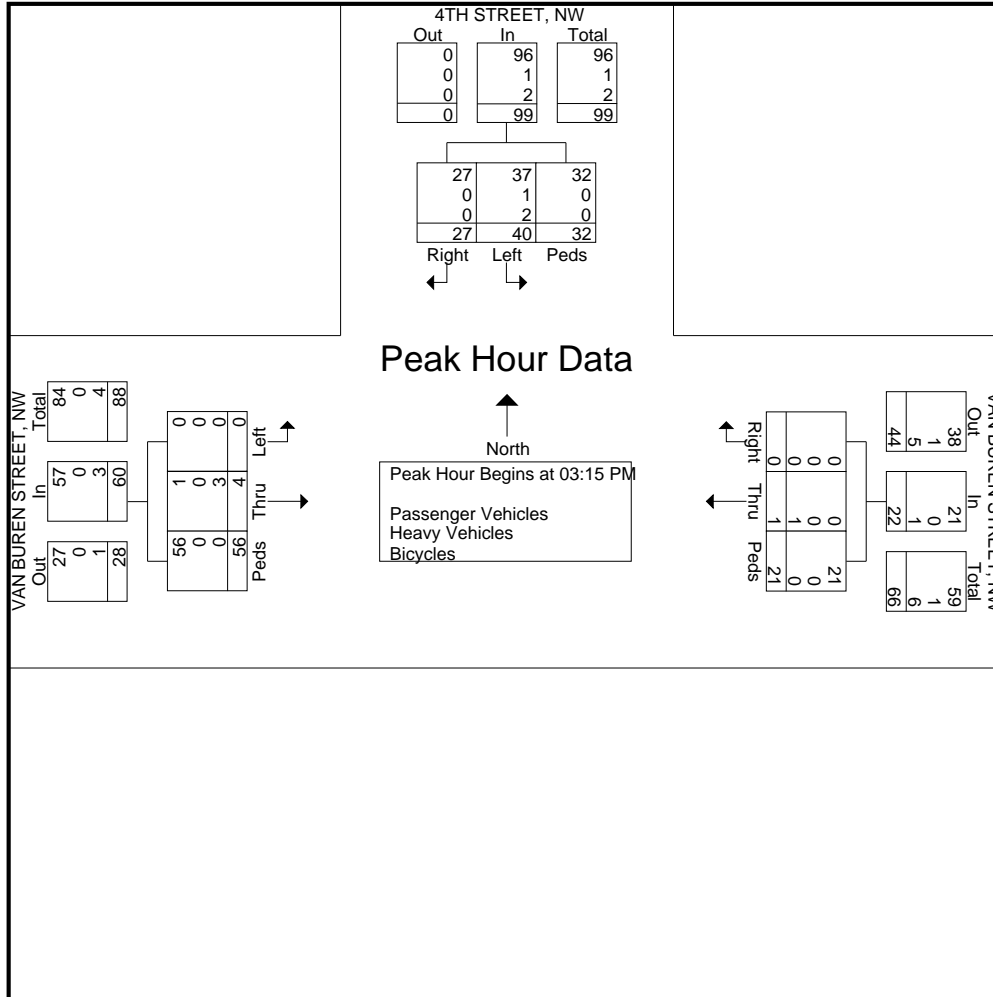 4TH STREET, NW
Out In Total
0 96 96
0 1 1
0 2 2
0 99 99
27 37 32
0 1 0
0 2 0
27 40 32
Right Left Peds
Peak Hour Data
North
Peak Hour Begins at 03:15 PM
Passenger Vehicles
Heavy Vehicles
Bicycles
VAN BUREN STREET, NW
Out In Total
27 57 84
0 0 0
1 3 4
28 60 88
Peds Thru Left
56 1 0
0 0 0
0 3 0
56 4 0
VAN BUREN STREET, NW
Out In Total
38 21 59
1 0 1
5 1 6
44 22 66
Right Thru Peds
0 0 21
0 0 0
0 1 0
0 1 21